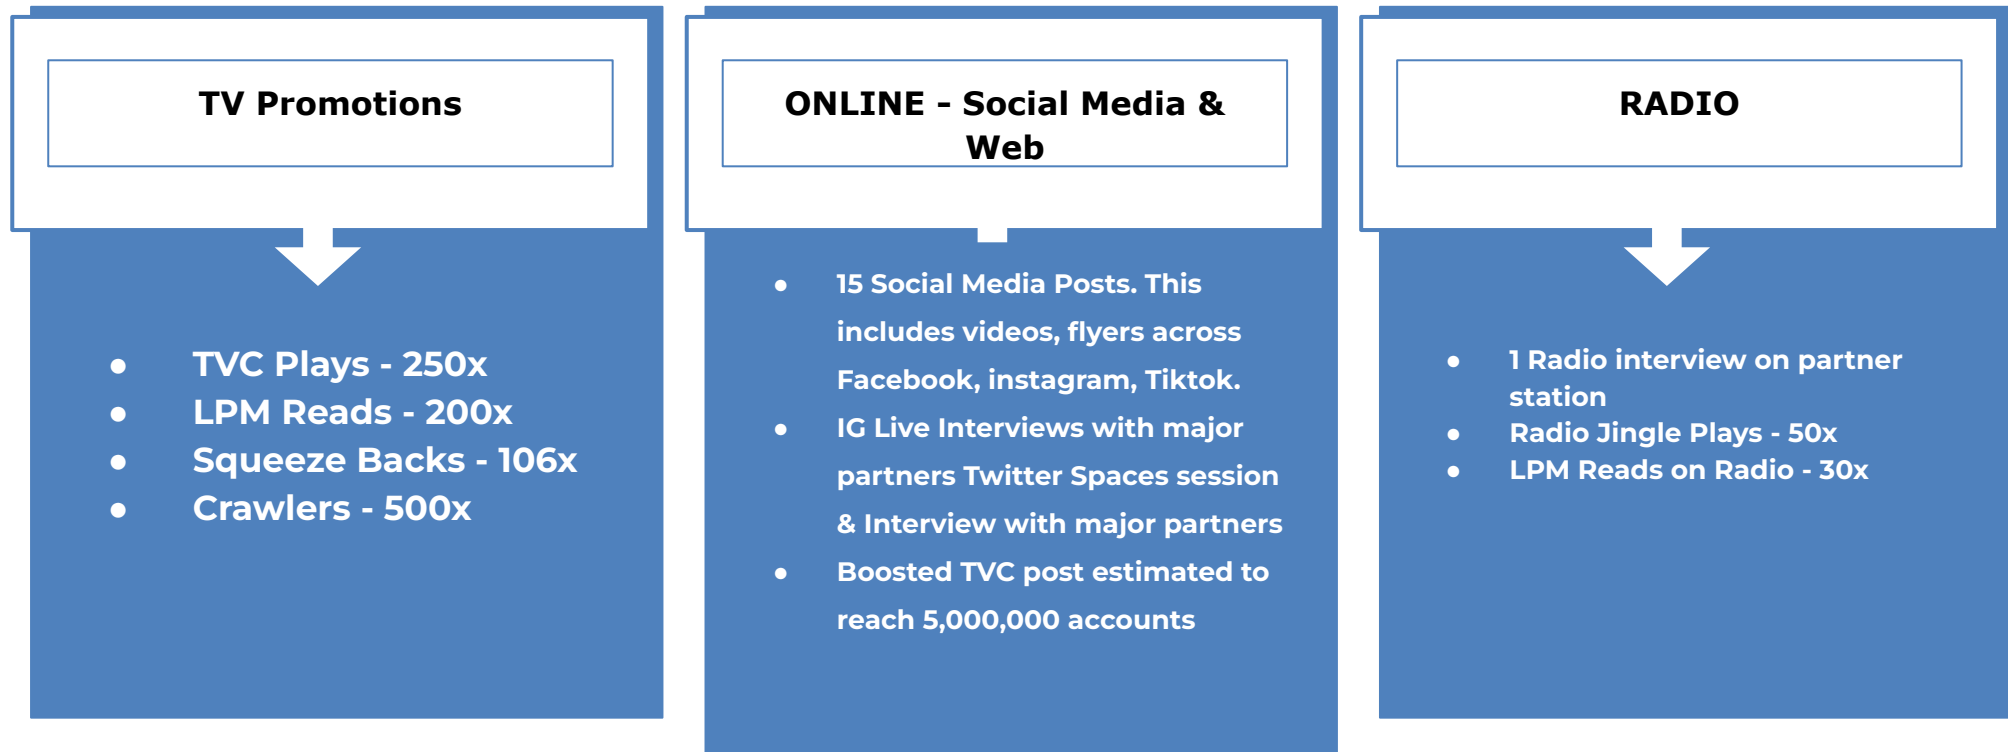 TV Promotions
● TVC Plays - 250x
● LPM Reads - 200x
● Squeeze Backs - 106x
● Crawlers - 500x
ONLINE - Social Media &
Web
● 15 Social Media Posts. This
includes videos, flyers across
Facebook, instagram, Tiktok.
● IG Live Interviews with major
partners Twitter Spaces session
& Interview with major partners
● Boosted TVC post estimated to
reach 5,000,000 accounts
RADIO
● 1 Radio interview on partner
station
● Radio Jingle Plays - 50x
● LPM Reads on Radio - 30x